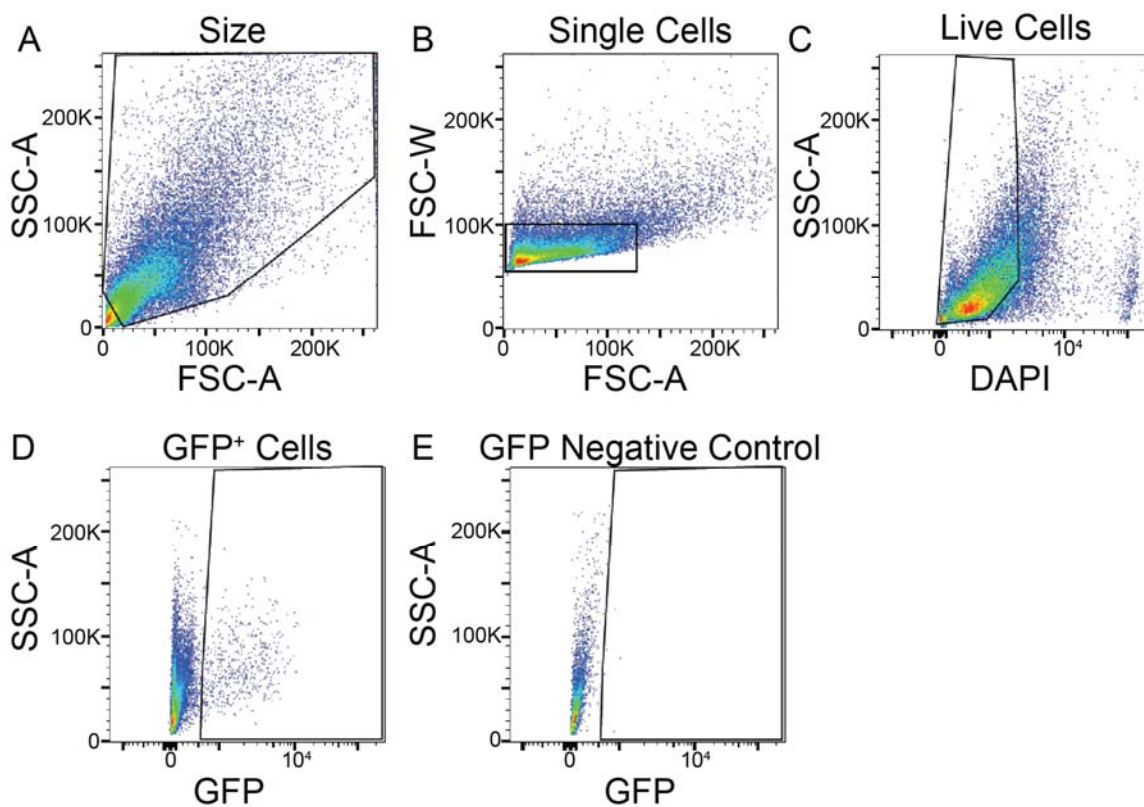 A Size
SSC-A
200K
100K
0
0 100K 200K
FSC-A
B Single Cells
FSC-W
200K
100K
0
0 100K 200K
FSC-A
C Live Cells
SSC-A
200K
100K
0
0 10⁴
DAPI
D GFP⁺ Cells
SSC-A
200K
100K
0
0 10⁴
GFP
E GFP Negative Control
SSC-A
200K
100K
0
0 10⁴
GFP